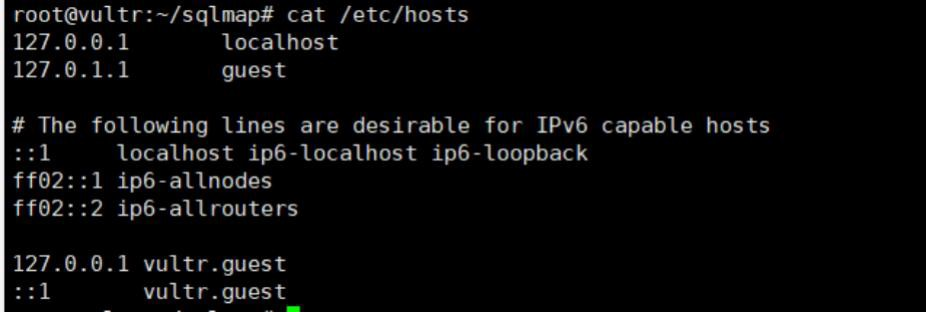 root@vultr:~/sqlmap# cat /etc/hosts
127.0.0.1       localhost
127.0.1.1       guest
# The following lines are desirable for IPv6 capable hosts
::1     localhost ip6-localhost ip6-loopback
ff02::1 ip6-allnodes
ff02::2 ip6-allrouters
127.0.0.1 vultr.guest
::1       vultr.guest